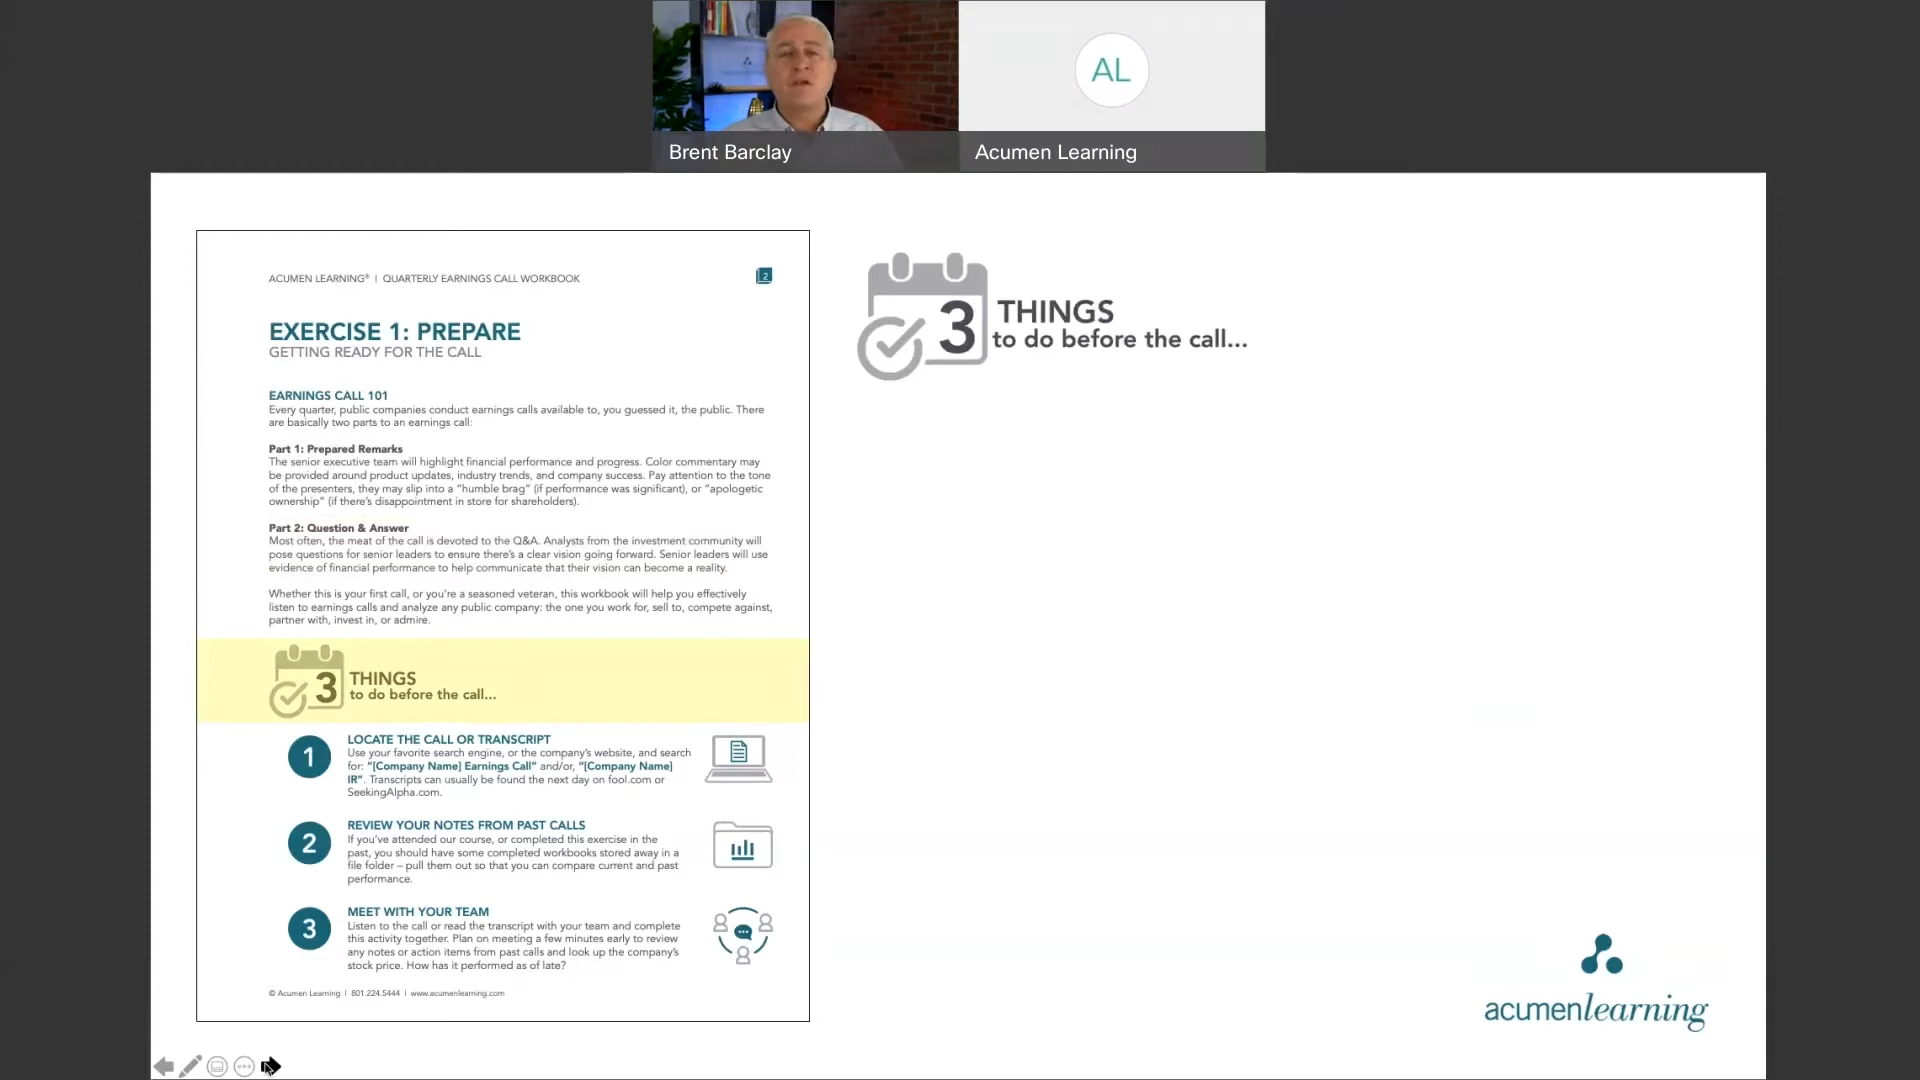 AL
Brent Barclay
Acumen Learning
ACUMEN LEARNING® | QUARTERLY EARNINGS CALL WORKBOOK
2
EXERCISE 1: PREPARE
GETTING READY FOR THE CALL
EARNINGS CALL 101
Every quarter, public companies conduct earnings calls available to, you guessed it, the public. There
are basically two parts to an earnings call:
Part 1: Prepared Remarks
The senior executive team will highlight financial performance and progress. Color commentary may
be provided around product updates, industry trends, and company success. Pay attention to the tone
of the presenters, they may slip into a “humble brag” (if performance was significant), or “apologetic
ownership” (if there’s disappointment in store for shareholders).
Part 2: Question & Answer
Most often, the meat of the call is devoted to the Q&A. Analysts from the investment community will
pose questions for senior leaders to ensure there’s a clear vision going forward. Senior leaders will use
evidence of financial performance to help communicate that their vision can become a reality.
Whether this is your first call, or you’re a seasoned veteran, this workbook will help you effectively
listen to earnings calls and analyze any public company: the one you work for, sell to, compete against,
partner with, invest in, or admire.
3 THINGS
to do before the call...
1 LOCATE THE CALL OR TRANSCRIPT
Use your favorite search engine, or the company’s website, and search
for: “[Company Name] Earnings Call” and/or, “[Company Name]
IR”. Transcripts can usually be found the next day on fool.com or
SeekingAlpha.com.
2 REVIEW YOUR NOTES FROM PAST CALLS
If you’ve attended our course, or completed this exercise in the
past, you should have some completed workbooks stored away in a
file folder – pull them out so that you can compare current and past
performance.
3 MEET WITH YOUR TEAM
Listen to the call or read the transcript with your team and complete
this activity together. Plan on meeting a few minutes early to review
any notes or action items from past calls and look up the company’s
stock price. How has it performed as of late?
© Acumen Learning | 801.224.5444 | www.acumenlearning.com
3 THINGS
to do before the call...
acumenlearning